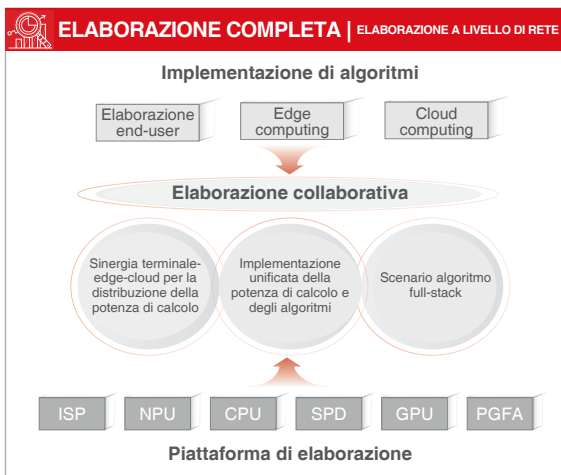 ELABORAZIONE COMPLETA | ELABORAZIONE A LIVELLO DI RETE
Implementazione di algoritmi
Elaborazione
end-user
Edge
computing
Cloud
computing
Elaborazione collaborativa
Sinergia terminale-
edge-cloud per la
distribuzione della
potenza di calcolo
Implementazione
unificata della
potenza di calcolo e
degli algoritmi
Scenario algoritmo
full-stack
ISP
NPU
CPU
SPD
GPU
PGFA
Piattaforma di elaborazione